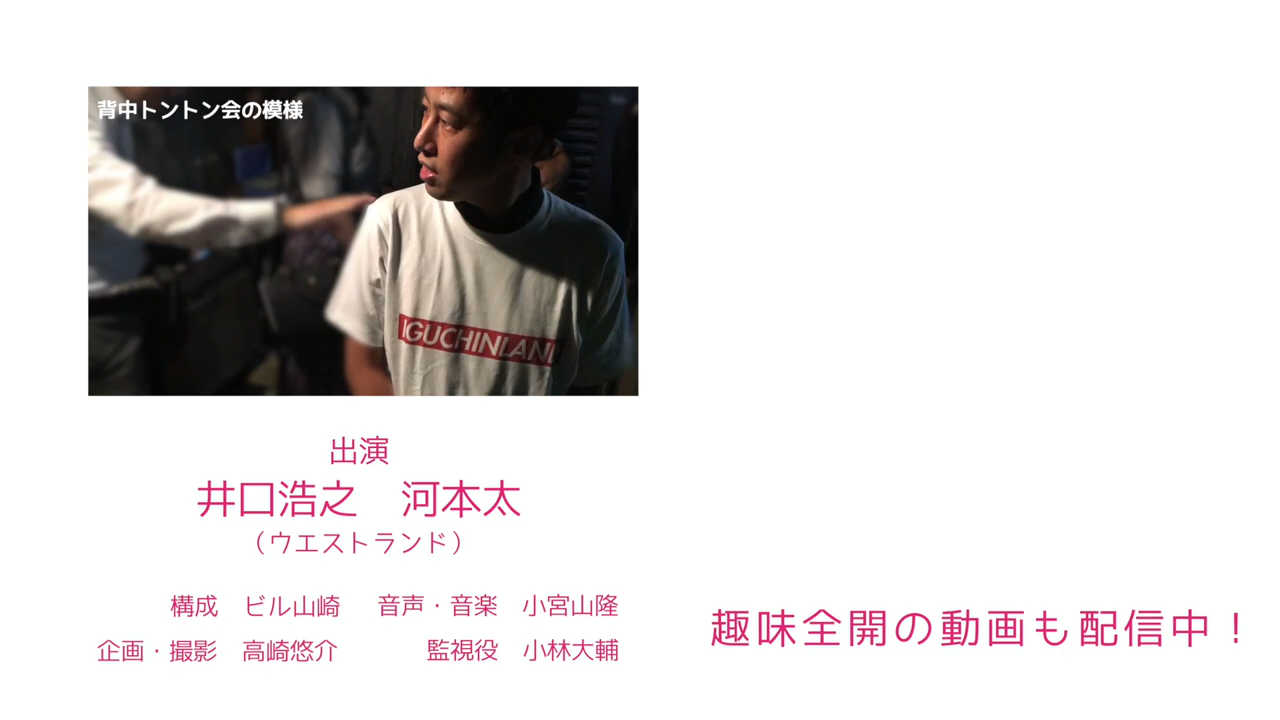 背中トントン会の模様
IGUCHINLAND
出演
井口浩之　河本太
（ウエストランド）
構成　ビル山崎　音声・音楽　小宮山隆
企画・撮影　高崎悠介　監視役　小林大輔
趣味全開の動画も配信中！